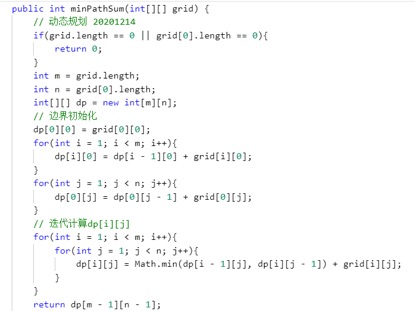 public int minPathSum(int[][] grid) {
    // 动态规划 20201214
    if(grid.length == 0 || grid[0].length == 0){
        return 0;
    }
    int m = grid.length;
    int n = grid[0].length;
    int[][] dp = new int[m][n];
    // 边界初始化
    dp[0][0] = grid[0][0];
    for(int i = 1; i < m; i++){
        dp[i][0] = dp[i - 1][0] + grid[i][0];
    }
    for(int j = 1; j < n; j++){
        dp[0][j] = dp[0][j - 1] + grid[0][j];
    }
    // 迭代计算dp[i][j]
    for(int i = 1; i < m; i++){
        for(int j = 1; j < n; j++){
            dp[i][j] = Math.min(dp[i - 1][j], dp[i][j - 1]) + grid[i][j];
        }
    }
    return dp[m - 1][n - 1];